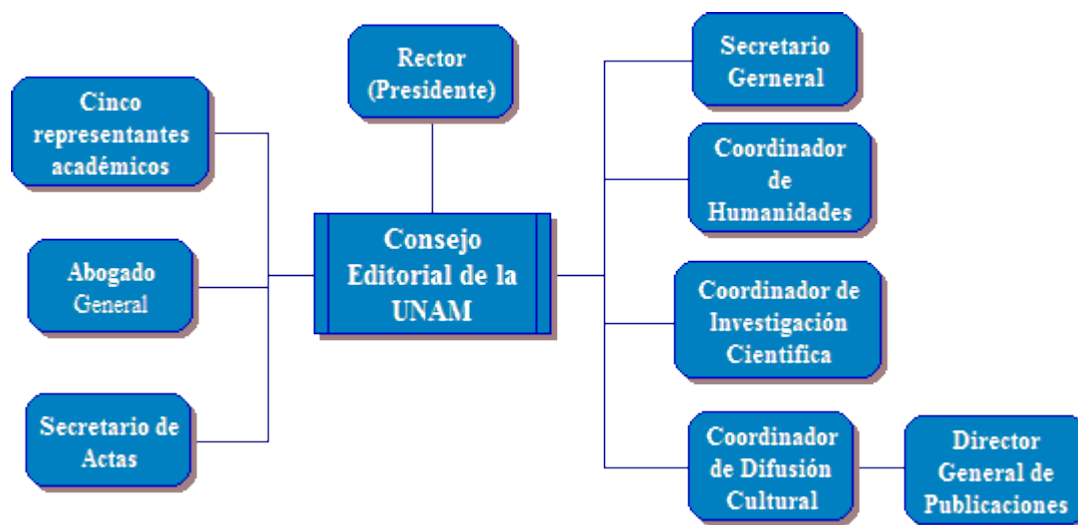 Rector
(Presidente)
Cinco
representantes
académicos
Abogado
General
Secretario de
Actas
Consejo
Editorial de la
UNAM
Secretario
Gerneral
Coordinador
de
Humanidades
Coordinador de
Investigación
Cientifica
Coordinador
de Difusión
Cultural
Director
General de
Publicaciones